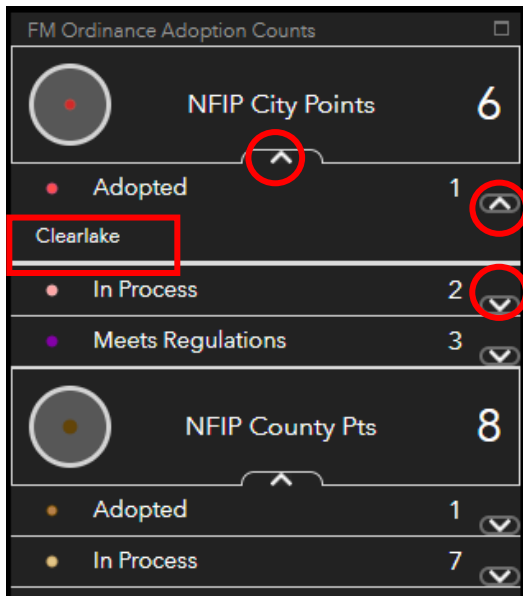 FM Ordinance Adoption Counts
NFIP City Points 6
Adopted 1
Clearlake
In Process 2
Meets Regulations 3
NFIP County Pts 8
Adopted 1
In Process 7